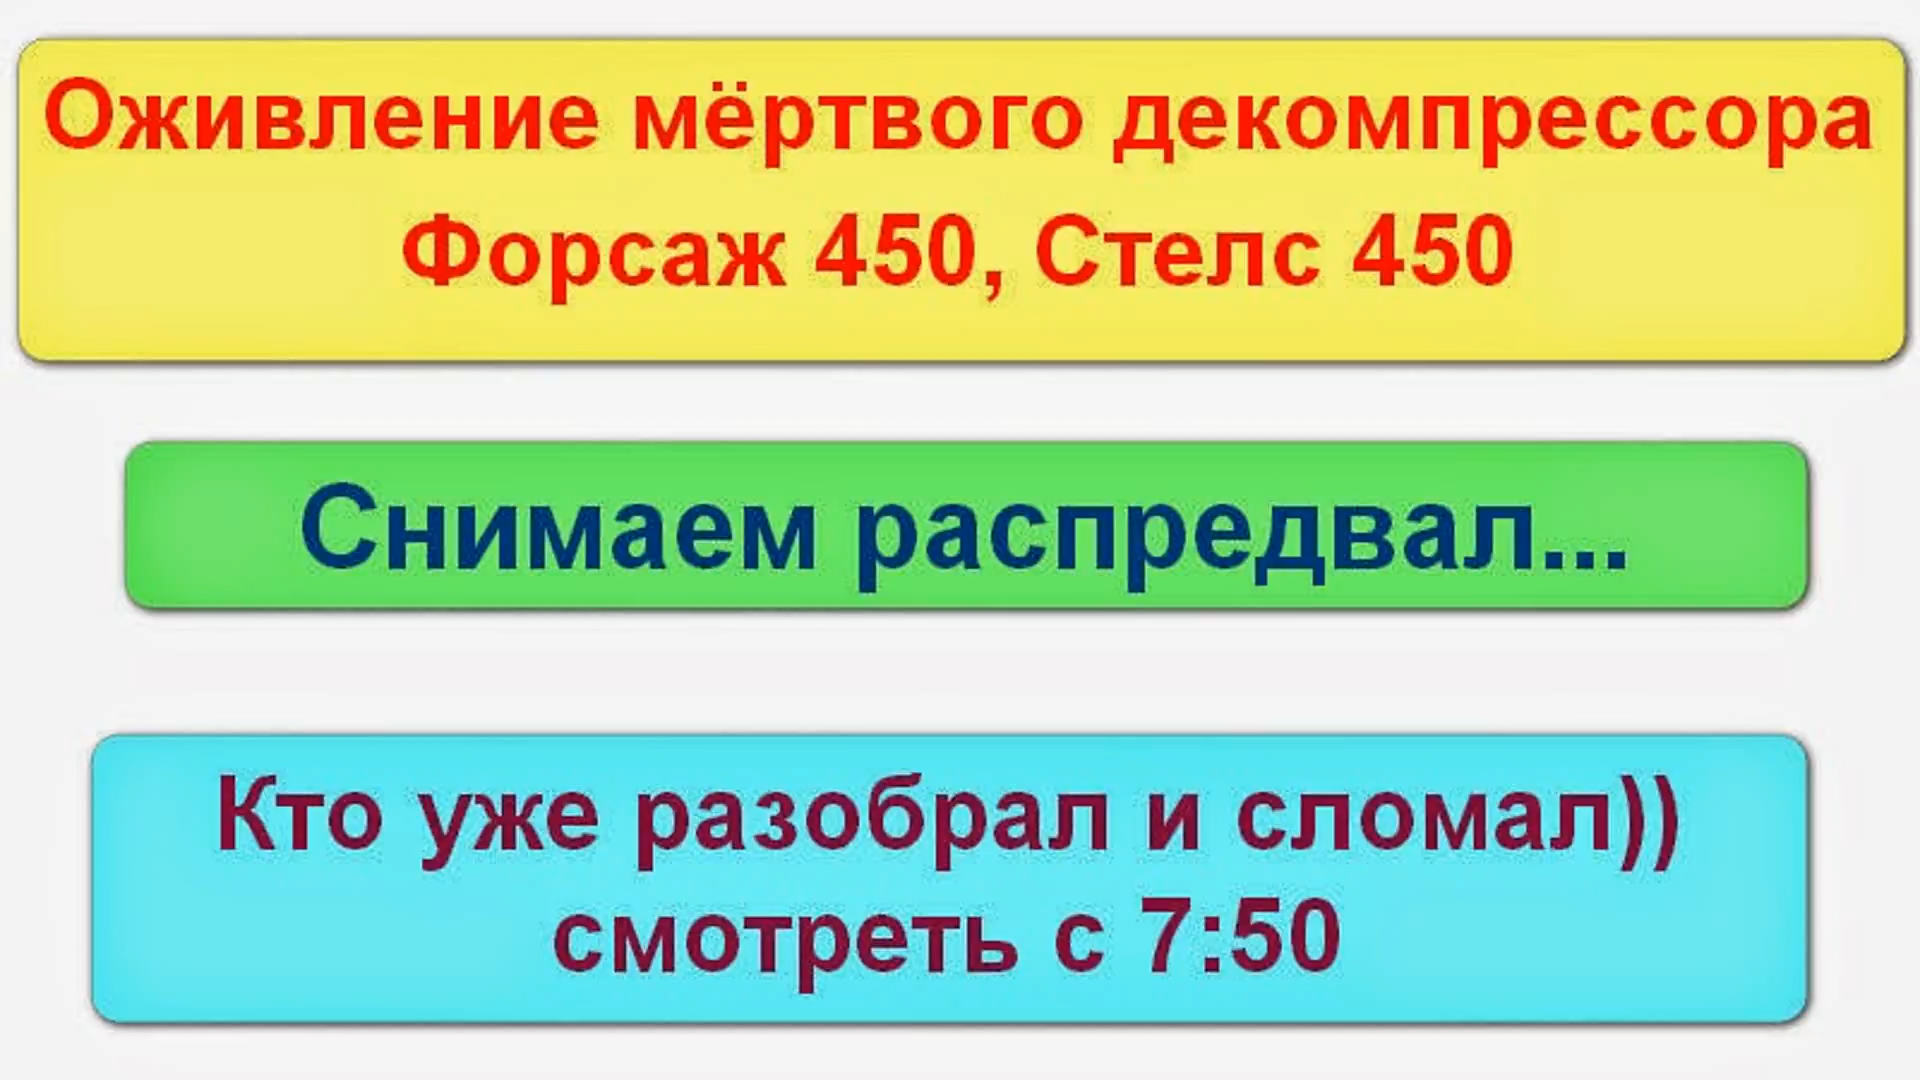 Оживление мёртвого декомпрессора
Форсаж 450, Стелс 450
Снимаем распредвал...
Кто уже разобрал и сломал))
смотреть с 7:50